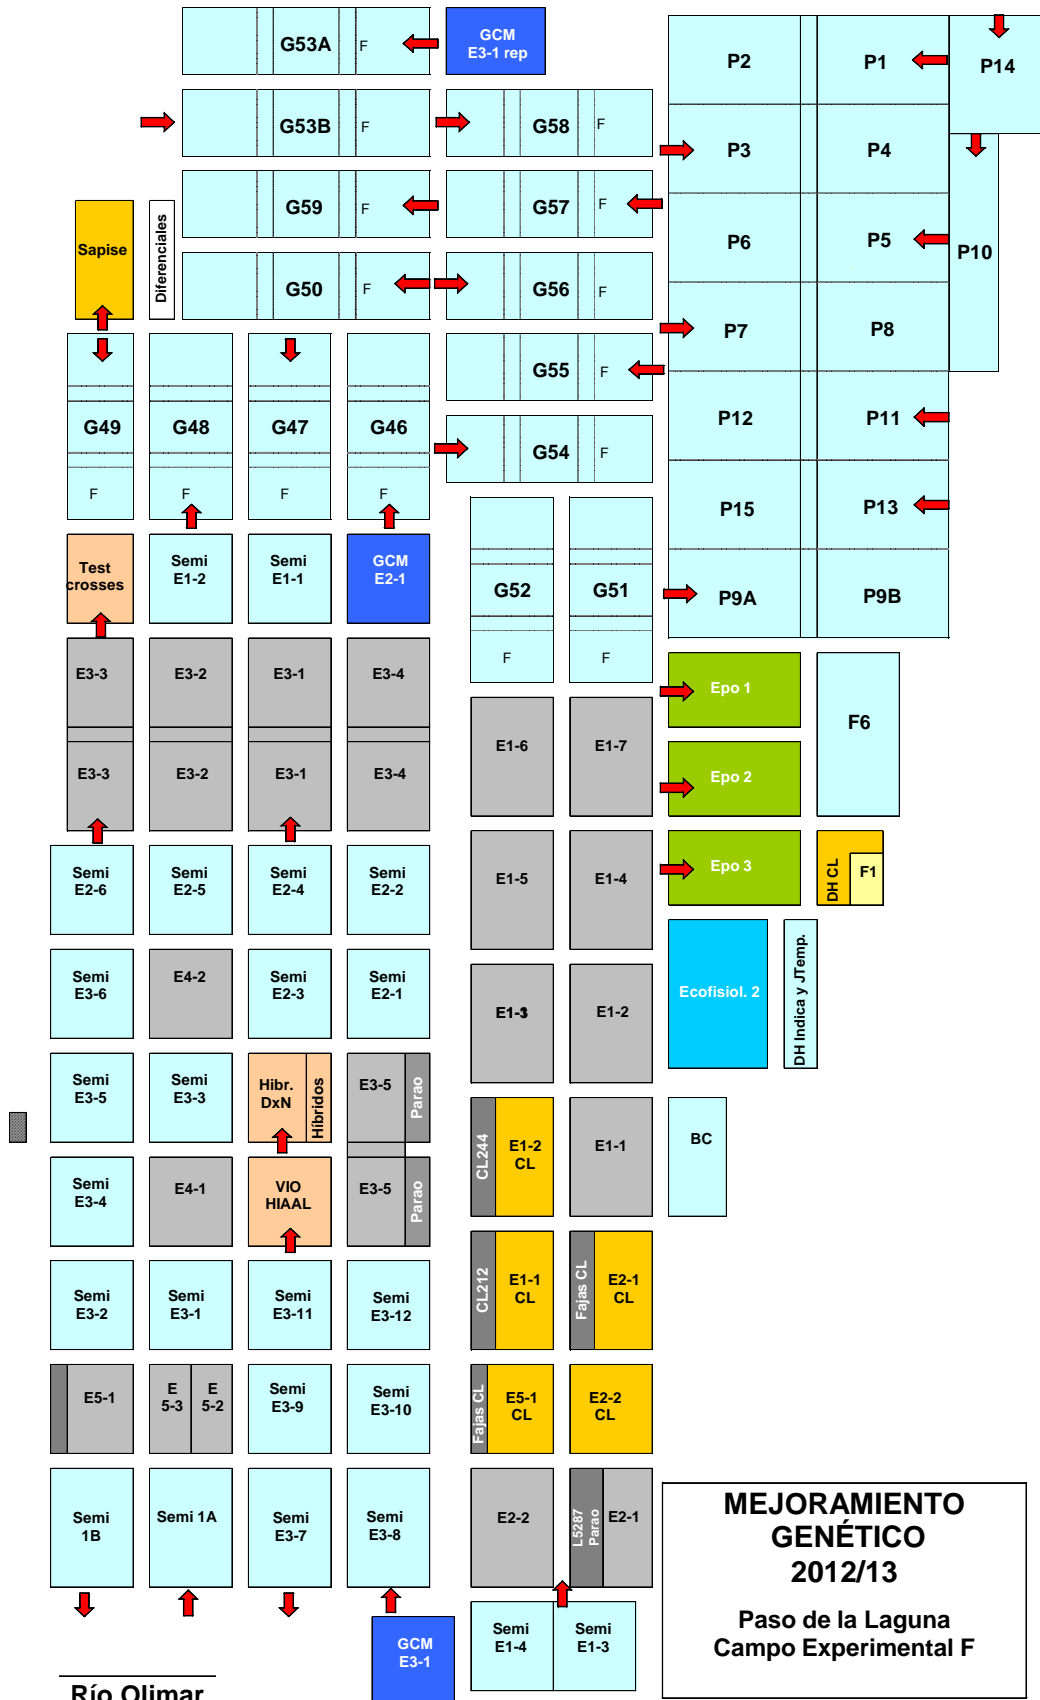 G53A
F
GCM
E3-1 rep
P2
P1
P14
G53B
F
G58
F
P3
P4
G59
F
G57
F
P6
P5
P10
Sapise
Diferenciales
G50
F
G56
F
P7
P8
G55
F
G49
G48
G47
G46
G54
F
P12
P11
F
F
F
F
P15
P13
Test
crosses
Semi
E1-2
Semi
E1-1
GCM
E2-1
G52
G51
P9A
P9B
F
F
E3-3
E3-2
E3-1
E3-4
Epo 1
F6
E1-6
E1-7
E3-3
E3-2
E3-1
E3-4
Epo 2
Semi
E2-6
Semi
E2-5
Semi
E2-4
Semi
E2-2
E1-5
E1-4
Epo 3
DH CL
F1
Semi
E3-6
E4-2
Semi
E2-3
Semi
E2-1
E1-3
E1-2
Ecofisiol. 2
DH Indica y JTemp.
Semi
E3-5
Semi
E3-3
Hibr.
DxN
Híbridos
E3-5
Parao
CL244
E1-2
CL
E1-1
BC
Semi
E3-4
E4-1
VIO
HIAAL
E3-5
Parao
Semi
E3-2
Semi
E3-1
Semi
E3-11
Semi
E3-12
CL212
E1-1
CL
Fajas CL
E2-1
CL
E5-1
E
5-3
E
5-2
Semi
E3-9
Semi
E3-10
Fajas CL
E5-1
CL
E2-2
CL
Semi
1B
Semi 1A
Semi
E3-7
Semi
E3-8
E2-2
L5287
Parao
E2-1
MEJORAMIENTO
GENÉTICO
2012/13
Paso de la Laguna
Campo Experimental F
GCM
E3-1
Semi
E1-4
Semi
E1-3
Río Olimar